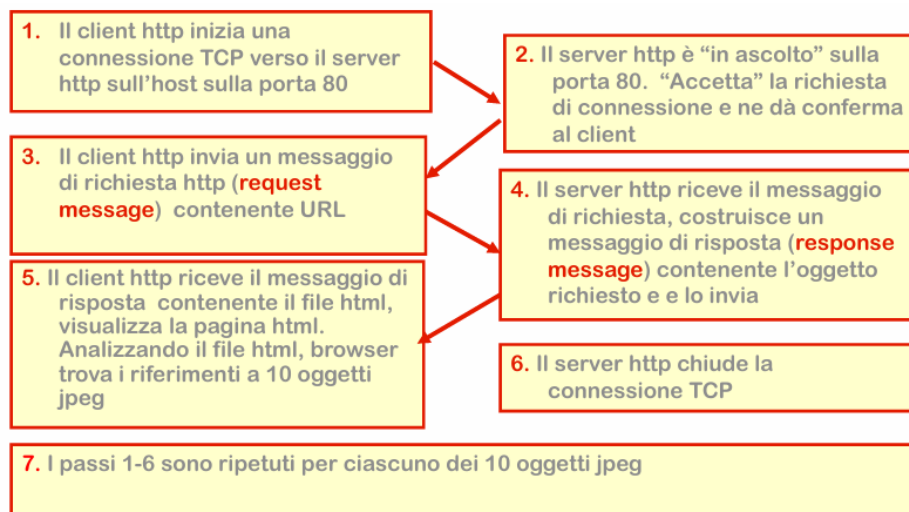 1. Il client http inizia una
connessione TCP verso il server
http sull'host sulla porta 80
2. Il server http è “in ascolto” sulla
porta 80. “Accetta” la richiesta
di connessione e ne dà conferma
al client
3. Il client http invia un messaggio
di richiesta http (request
message) contenente URL
4. Il server http riceve il messaggio
di richiesta, costruisce un
messaggio di risposta (response
message) contenente l'oggetto
richiesto e e lo invia
5. Il client http riceve il messaggio di
risposta contenente il file html,
visualizza la pagina html.
Analizzando il file html, browser
trova i riferimenti a 10 oggetti
jpeg
6. Il server http chiude la
connessione TCP
7. I passi 1-6 sono ripetuti per ciascuno dei 10 oggetti jpeg